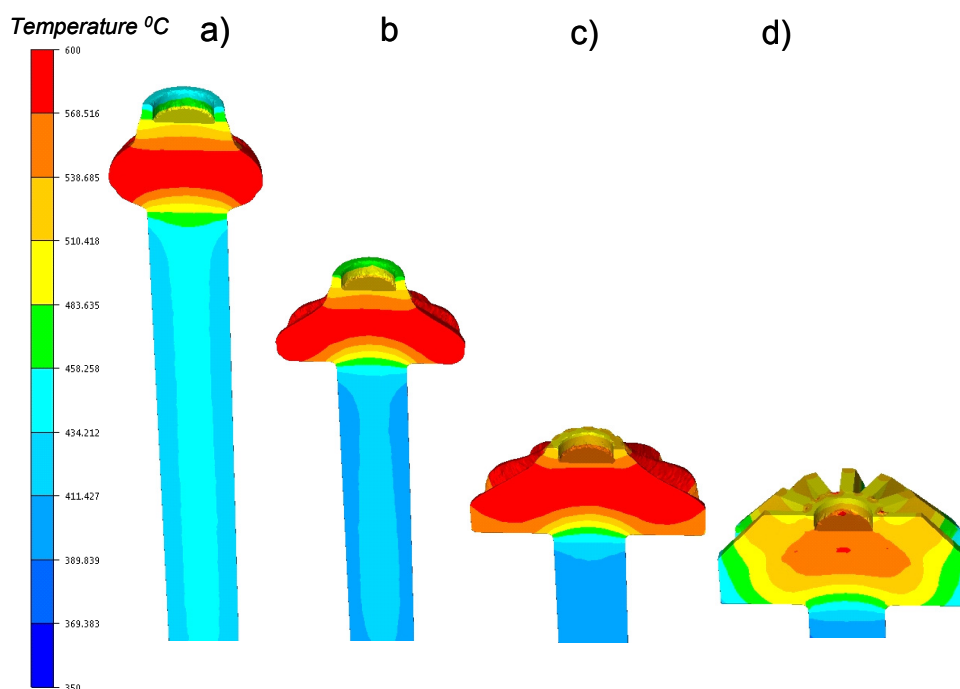 Temperature ⁰C
a)
b
c)
d)
600
568.516
538.685
510.418
483.635
458.258
434.212
411.427
389.839
369.383
350